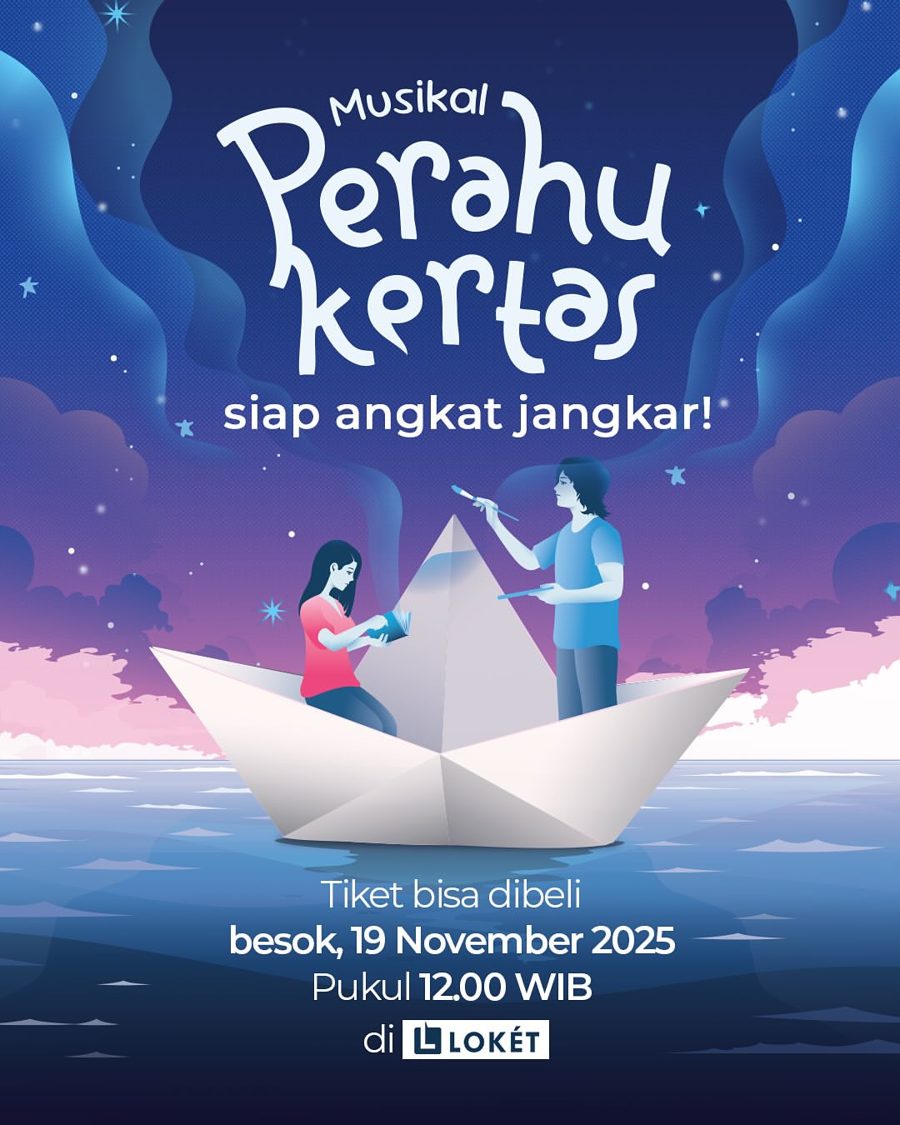 Musikal
Perahu
kertas
siap angkat jangkar!
Tiket bisa dibeli
besok, 19 November 2025
Pukul 12.00 WIB
di LOKÉT